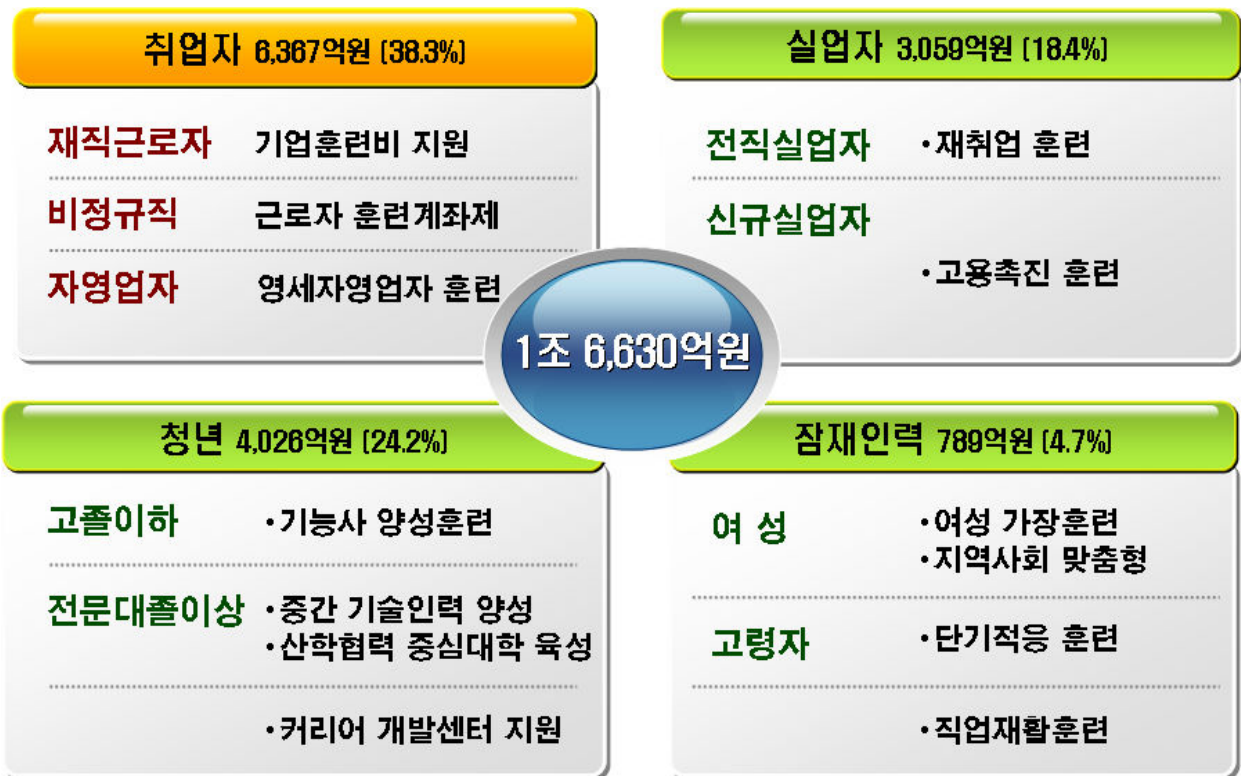 취업자 6,367억원 (38.3%)
재직근로자 기업훈련비 지원
비정규직 근로자 훈련계좌제
자영업자 영세자영업자 훈련
실업자 3,059억원 (18.4%)
전직실업자 •재취업 훈련
신규실업자
•고용촉진 훈련
1조 6,630억원
청년 4,026억원 (24.2%)
고졸이하 •기능사 양성훈련
전문대졸이상 •중간 기술인력 양성
•산학협력 중심대학 육성
•커리어 개발센터 지원
잠재인력 789억원 (4.7%)
여 성 •여성 가장훈련
•지역사회 맞춤형
고령자 •단기적응 훈련
•직업재활훈련